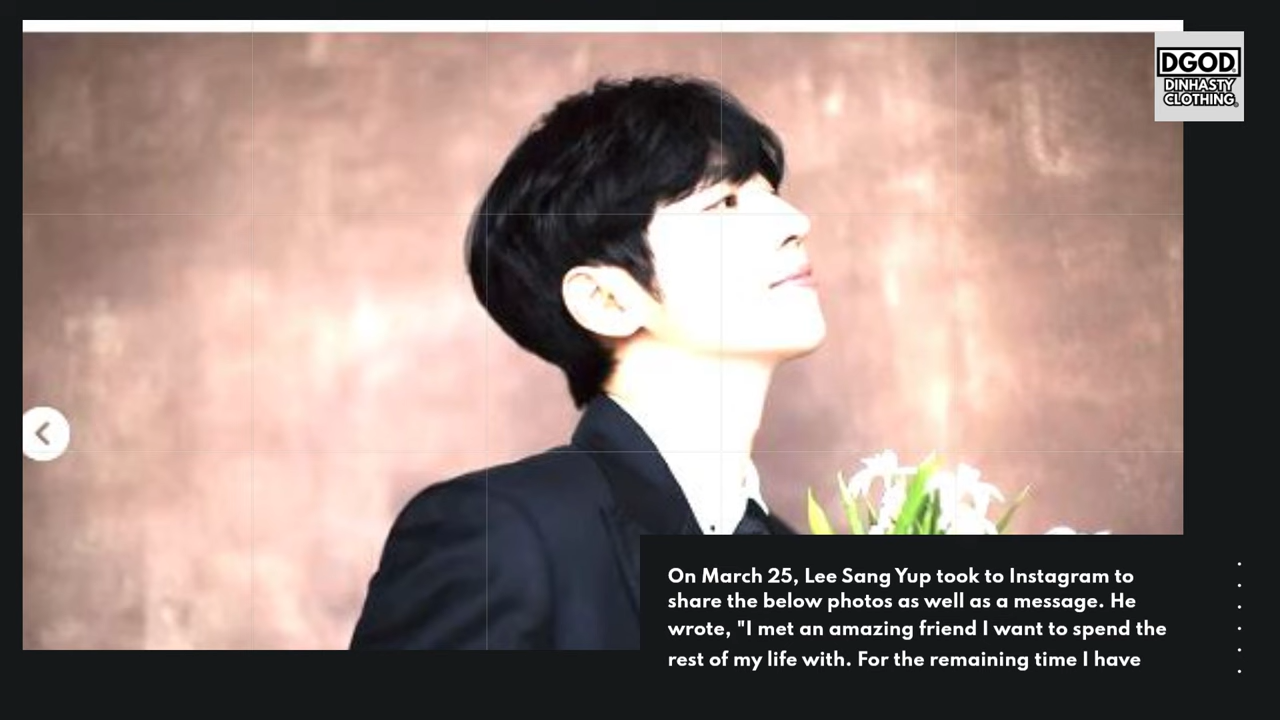 DGOD
DINHASTY
CLOTHING
On March 25, Lee Sang Yup took to Instagram to
share the below photos as well as a message. He
wrote, "I met an amazing friend I want to spend the
rest of my life with. For the remaining time I have